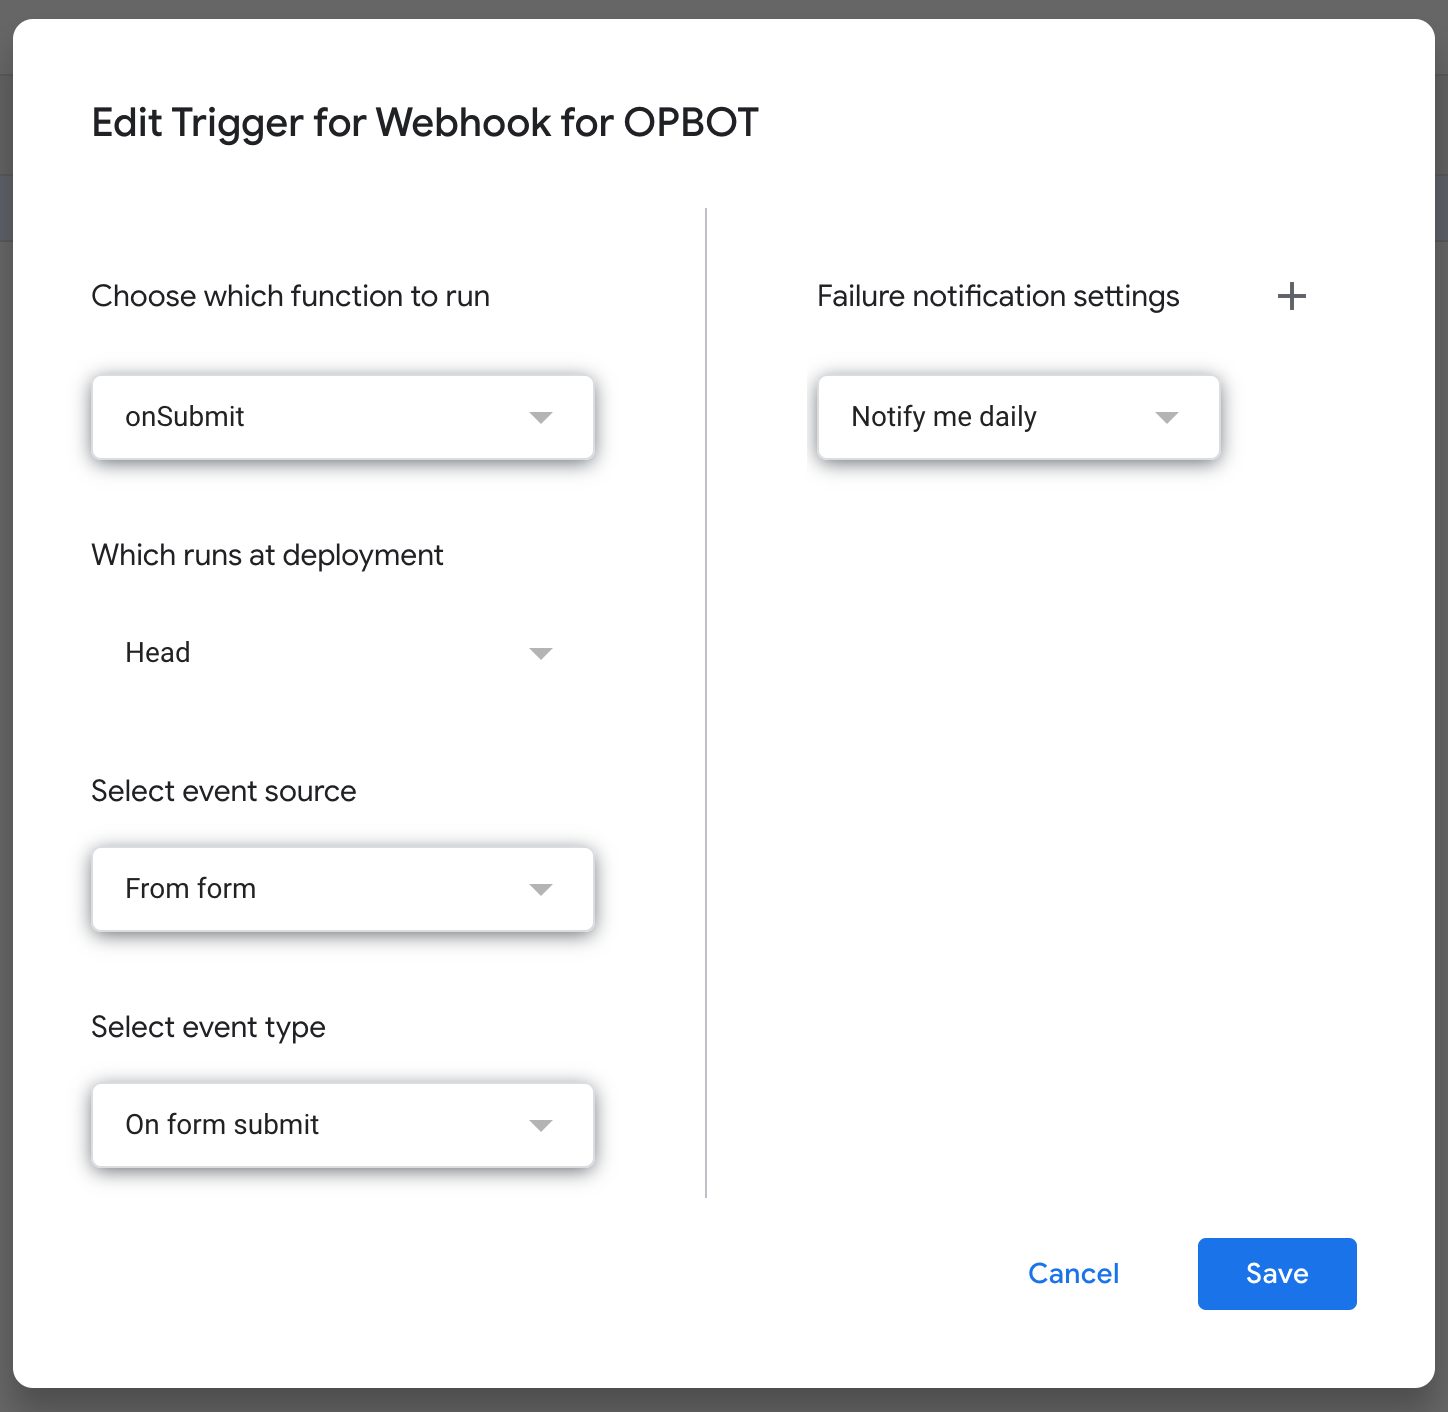 Edit Trigger for Webhook for OPBOT
Choose which function to run
onSubmit
Which runs at deployment
Head
Select event source
From form
Select event type
On form submit
Failure notification settings
Notify me daily
Cancel
Save